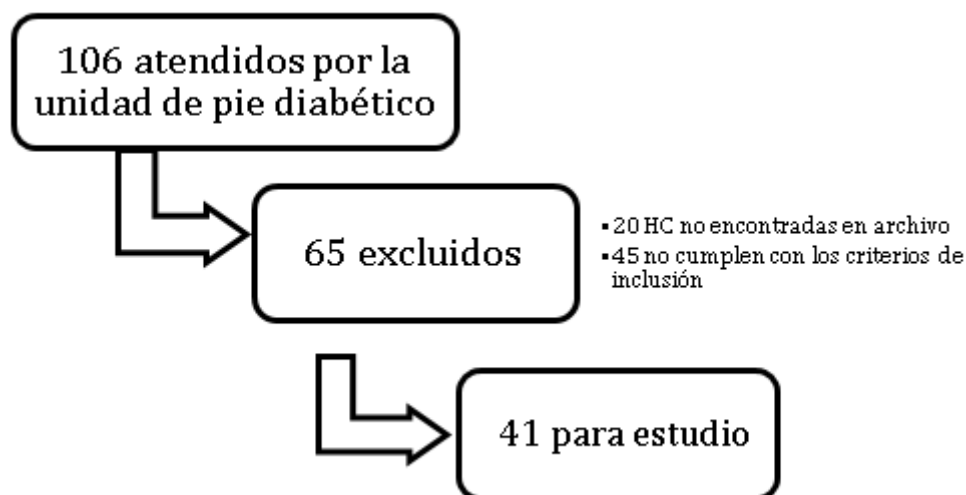 106 atendidos por la
unidad de pie diabético
65 excluidos
▪20 HC no encontradas en archivo
▪45 no cumplen con los criterios de
inclusión
41 para estudio